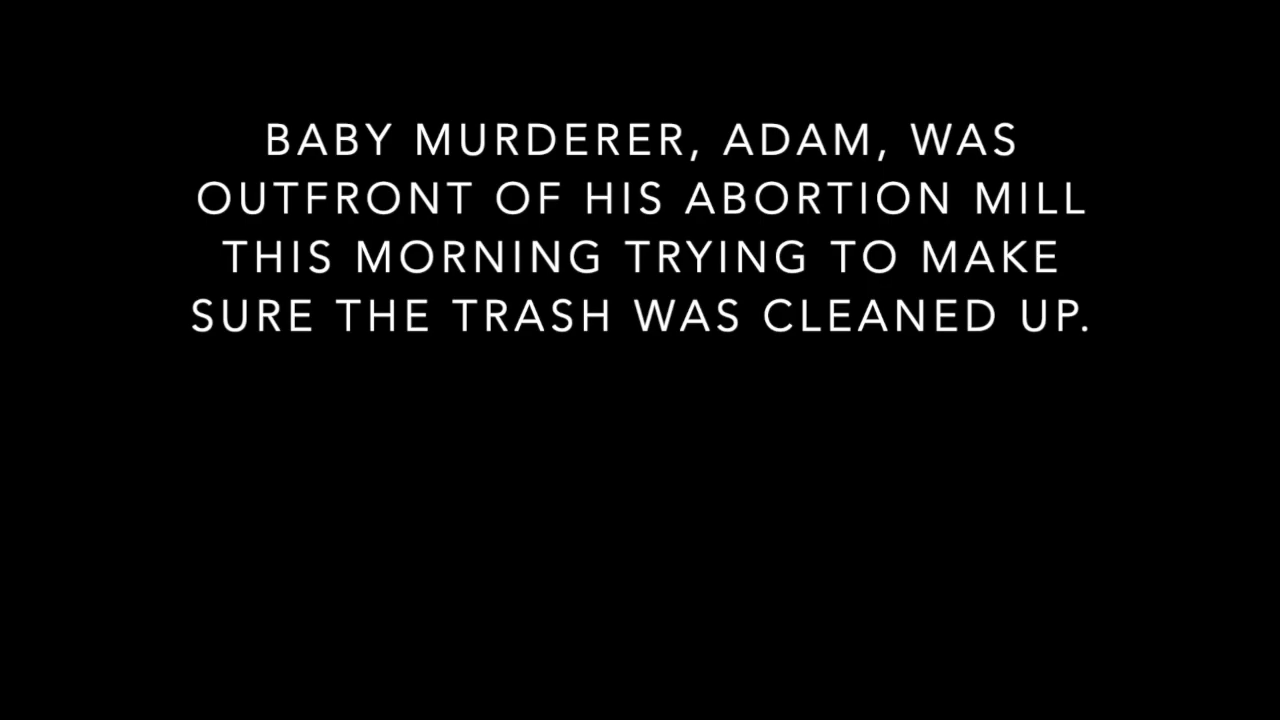 BABY MURDERER, ADAM, WAS
OUTFRONT OF HIS ABORTION MILL
THIS MORNING TRYING TO MAKE
SURE THE TRASH WAS CLEANED UP.